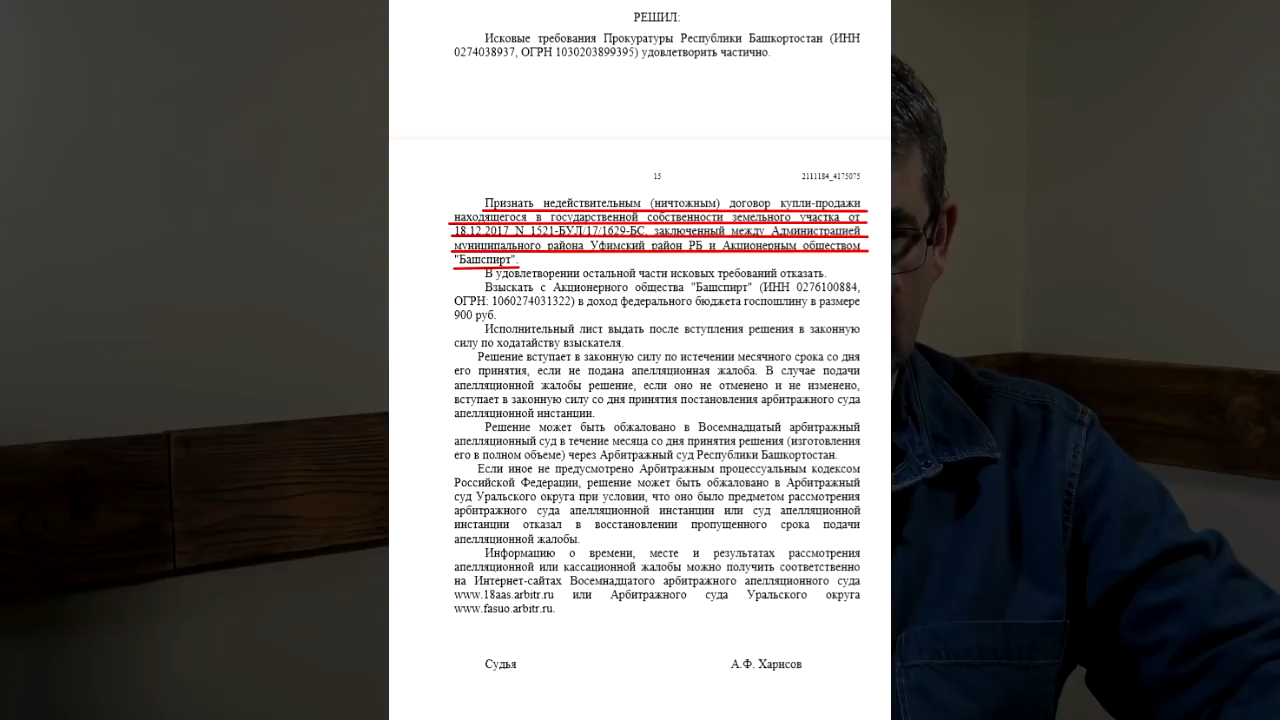 РЕШИЛ:
Исковые требования Прокуратуры Республики Башкортостан (ИНН
0274038937, ОГРН 1030203899395) удовлетворить частично.
15
2111184_4175075
Признать недействительным (ничтожным) договор купли-продажи
находящегося в государственной собственности земельного участка от
18.12.2017 N 1521-БУЛ/17/1629-БС, заключенный между Администрацией
муниципального района Уфимский район РБ и Акционерным обществом
"Башспирт".
В удовлетворении остальной части исковых требований отказать.
Взыскать с Акционерного общества "Башспирт" (ИНН 0276100884,
ОГРН: 1060274031322) в доход федерального бюджета госпошлину в размере
900 руб.
Исполнительный лист выдать после вступления решения в законную
силу по ходатайству взыскателя.
Решение вступает в законную силу по истечении месячного срока со дня
его принятия, если не подана апелляционная жалоба. В случае подачи
апелляционной жалобы решение, если оно не отменено и не изменено,
вступает в законную силу со дня принятия постановления арбитражного суда
апелляционной инстанции.
Решение может быть обжаловано в Восемнадцатый арбитражный
апелляционный суд в течение месяца со дня принятия решения (изготовления
его в полном объеме) через Арбитражный суд Республики Башкортостан.
Если иное не предусмотрено Арбитражным процессуальным кодексом
Российской Федерации, решение может быть обжаловано в Арбитражный
суд Уральского округа при условии, что оно было предметом рассмотрения
арбитражного суда апелляционной инстанции или суд апелляционной
инстанции отказал в восстановлении пропущенного срока подачи
апелляционной жалобы.
Информацию о времени, месте и результатах рассмотрения
апелляционной или кассационной жалобы можно получить соответственно
на Интернет-сайтах Восемнадцатого арбитражного апелляционного суда
www.18aas.arbitr.ru или Арбитражного суда Уральского округа
www.fasuo.arbitr.ru.
Судья
А.Ф. Харисов